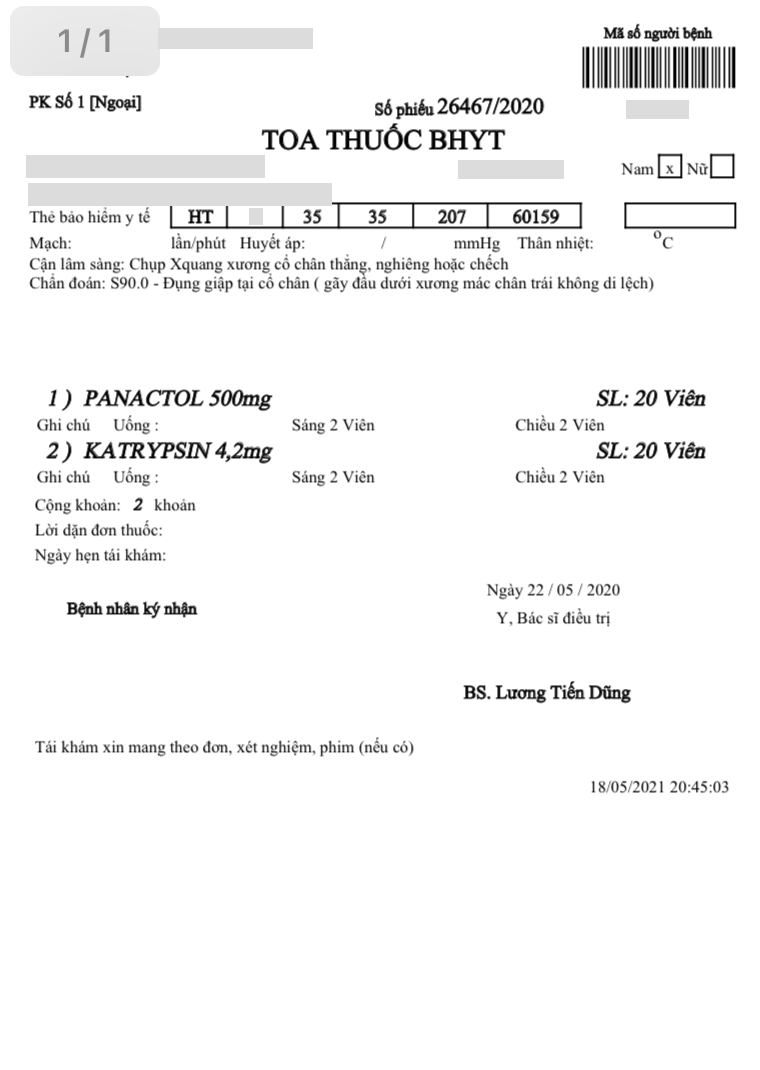 1/1
Mã số người bệnh
PK Số 1 [Ngoại]
Số phiếu 26467/2020
TOA THUỐC BHYT
Nam x Nữ
Thẻ bảo hiểm y tế HT 35 35 207 60159
Mạch: lần/phút Huyết áp: / mmHg Thân nhiệt: °C
Cận lâm sàng: Chụp Xquang xương cổ chân thẳng, nghiêng hoặc chếch
Chẩn đoán: S90.0 - Đụng giập tại cổ chân ( gãy đầu dưới xương mác chân trái không di lệch)
1 ) PANACTOL 500mg SL: 20 Viên
Ghi chú Uống : Sáng 2 Viên Chiều 2 Viên
2 ) KATRYPSIN 4,2mg SL: 20 Viên
Ghi chú Uống : Sáng 2 Viên Chiều 2 Viên
Cộng khoản: 2 khoản
Lời dặn đơn thuốc:
Ngày hẹn tái khám:
Ngày 22 / 05 / 2020
Bệnh nhân ký nhận
Y, Bác sĩ điều trị
BS. Lương Tiến Dũng
Tái khám xin mang theo đơn, xét nghiệm, phim (nếu có)
18/05/2021 20:45:03